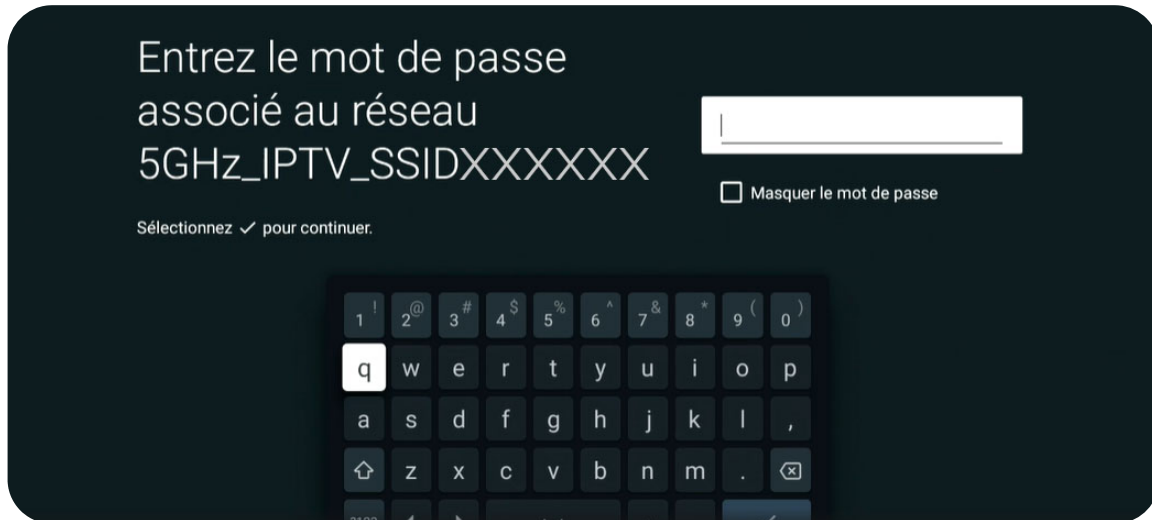 Entrez le mot de passe
associé au réseau
5GHz_IPTV_SSIDXXXXXX
Masquer le mot de passe
Sélectionnez ✓ pour continuer.
1 ! 2 @ 3 # 4 $ 5 % 6 ^ 7 & 8 * 9 ( 0 )
q w e r t y u i o p
a s d f g h j k l ,
z x c v b n m .